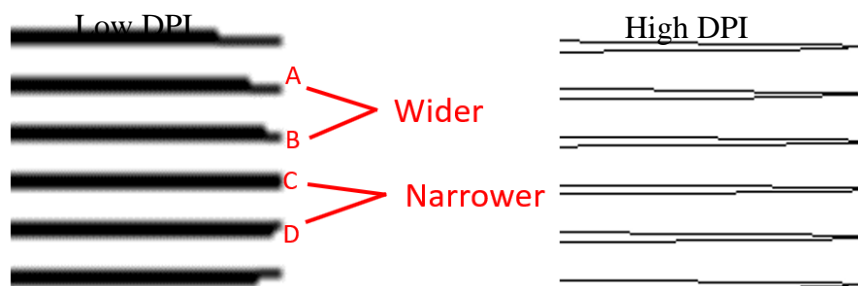 Low DPI
High DPI
A
Wider
B
C
Narrower
D